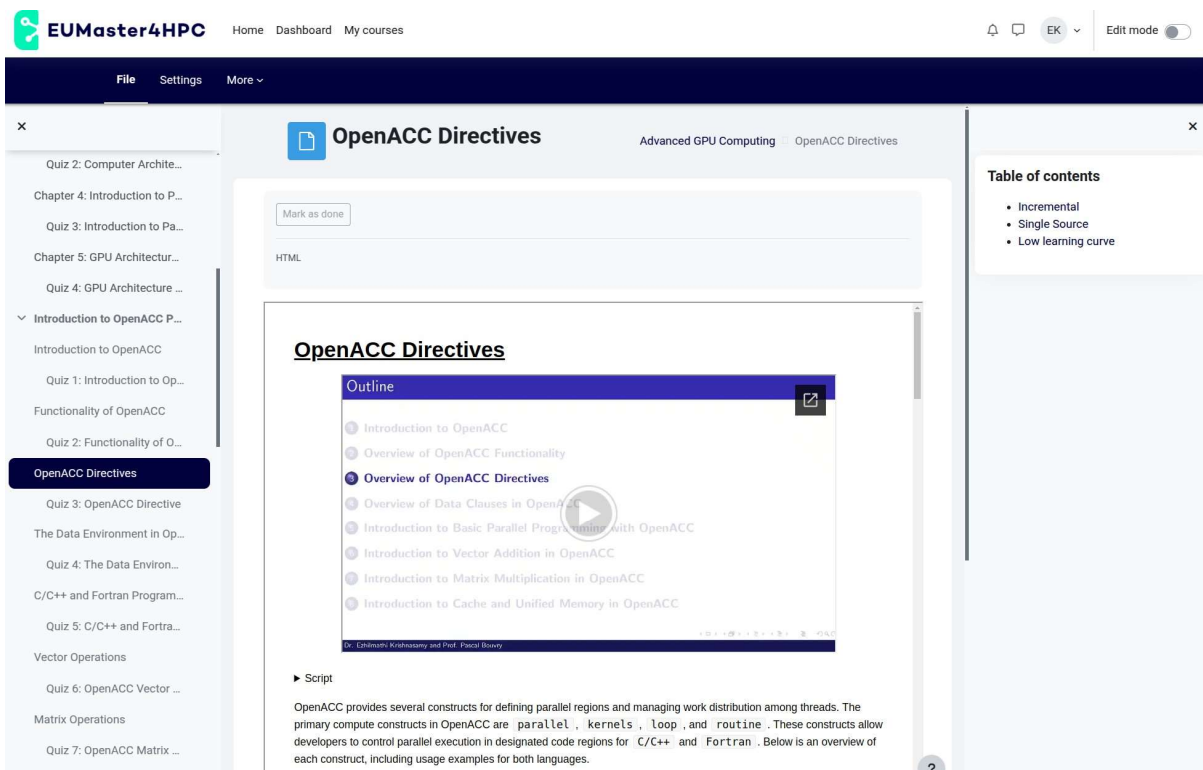 EUMaster4HPC
Home Dashboard My courses
EK
Edit mode
File Settings More
Quiz 2: Computer Archite...
Chapter 4: Introduction to P...
Quiz 3: Introduction to Pa...
Chapter 5: GPU Architectur...
Quiz 4: GPU Architecture ...
Introduction to OpenACC P...
Introduction to OpenACC
Quiz 1: Introduction to Op...
Functionality of OpenACC
Quiz 2: Functionality of O...
OpenACC Directives
Quiz 3: OpenACC Directive
The Data Environment in Op...
Quiz 4: The Data Environ...
C/C++ and Fortran Program...
Quiz 5: C/C++ and Fortra...
Vector Operations
Quiz 6: OpenACC Vector ...
Matrix Operations
Quiz 7: OpenACC Matrix ...
OpenACC Directives
Advanced GPU Computing OpenACC Directives
Mark as done
HTML
OpenACC Directives
Outline
1 Introduction to OpenACC
2 Overview of OpenACC Functionality
3 Overview of OpenACC Directives
4 Overview of Data Clauses in OpenACC
5 Introduction to Basic Parallel Programming with OpenACC
6 Introduction to Vector Addition in OpenACC
7 Introduction to Matrix Multiplication in OpenACC
8 Introduction to Cache and Unified Memory in OpenACC
Dr. Ezhilmathi Krishnasamy and Prof. Pascal Bouvry
Script
OpenACC provides several constructs for defining parallel regions and managing work distribution among threads. The
primary compute constructs in OpenACC are parallel , kernels , loop , and routine . These constructs allow
developers to control parallel execution in designated code regions for C/C++ and Fortran . Below is an overview of
each construct, including usage examples for both languages.
?
Table of contents
• Incremental
• Single Source
• Low learning curve